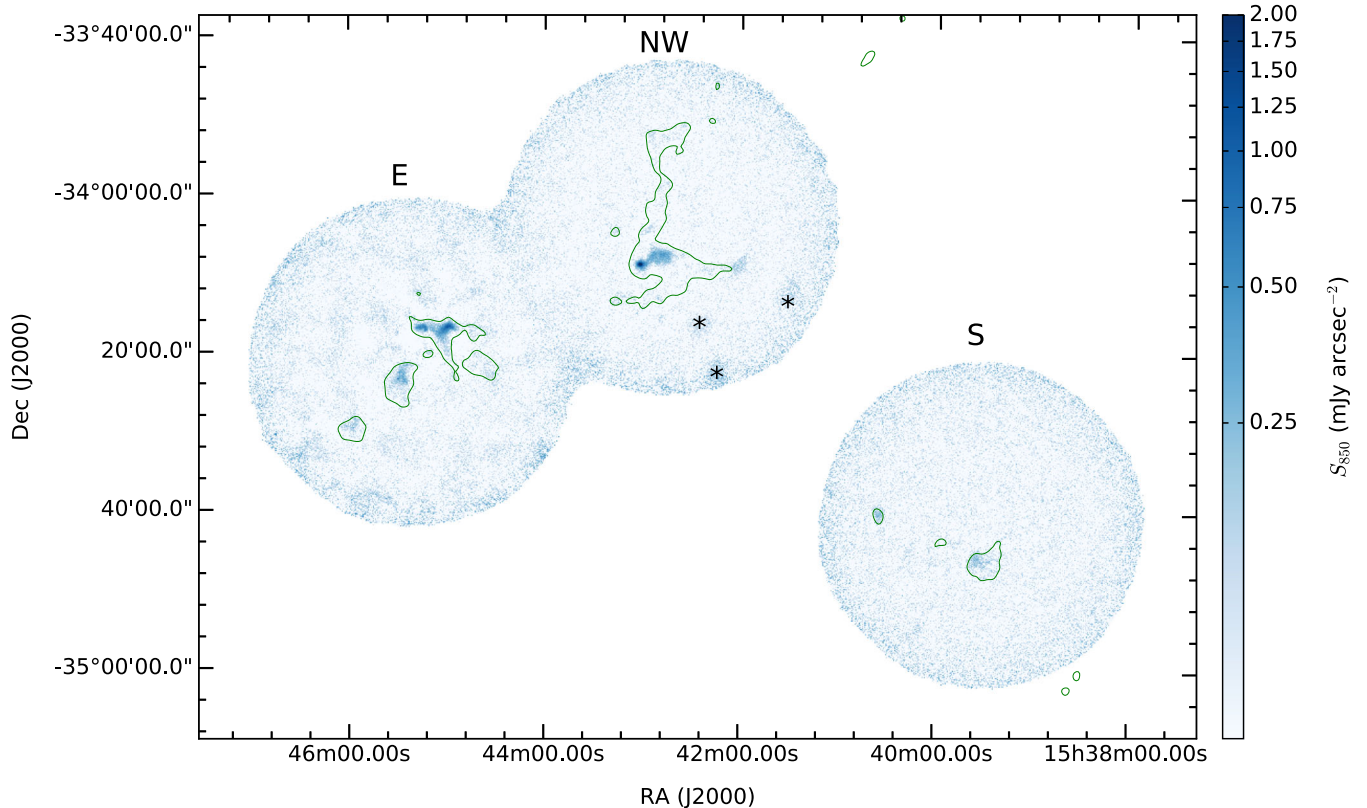 NW
E
S
*
*
*
-33°40'00.0"
-34°00'00.0"
20'00.0"
40'00.0"
-35°00'00.0"
Dec (J2000)
46m00.00s
44m00.00s
42m00.00s
40m00.00s
15h38m00.00s
RA (J2000)
2.00
1.75
1.50
1.25
1.00
0.75
0.50
0.25
S₈₅₀ (mJy arcsec⁻²)